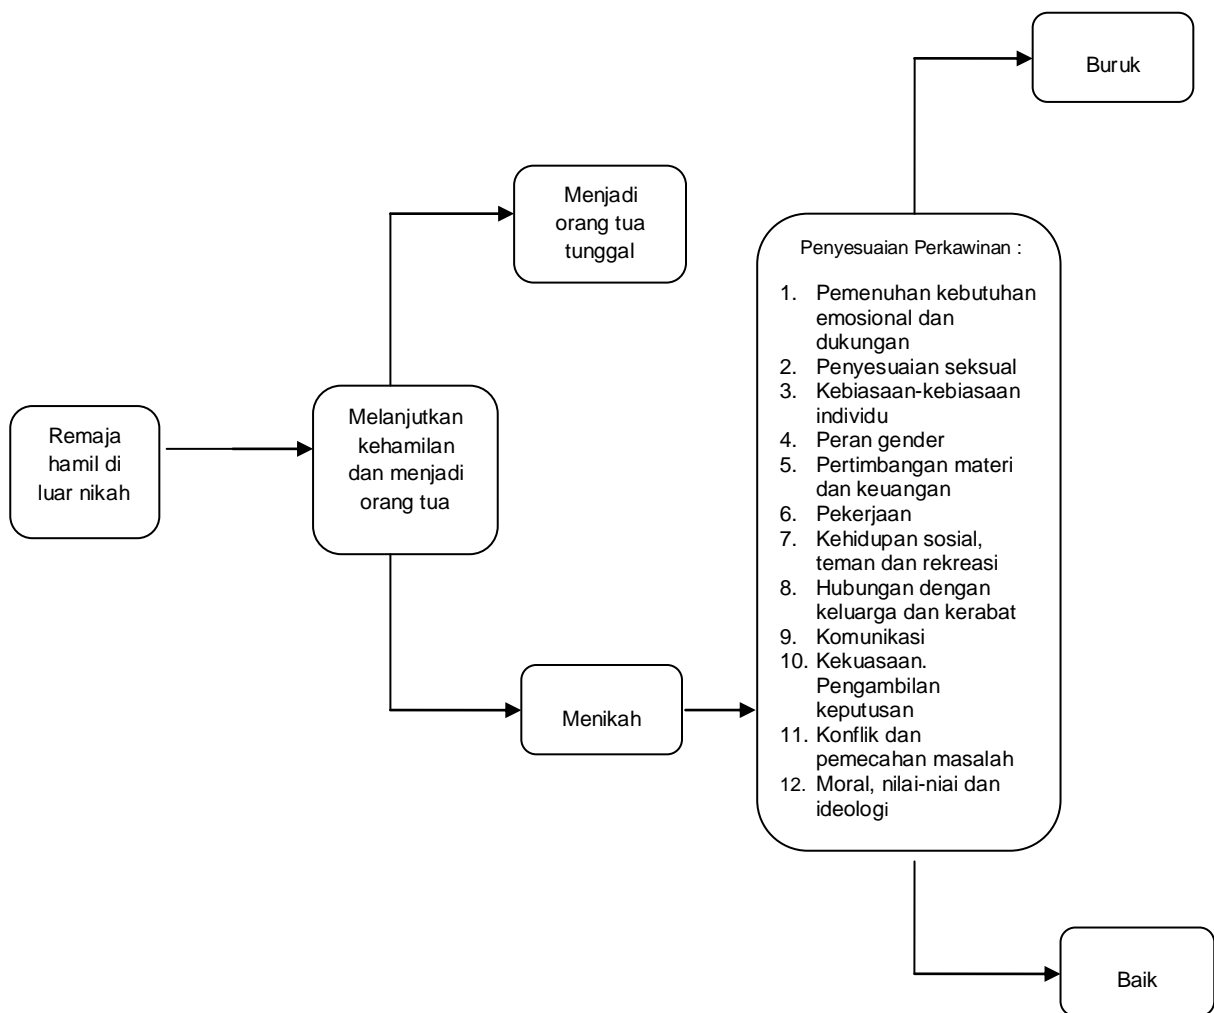 Buruk
Menjadi
orang tua
tunggal
Remaja
hamil di
luar nikah
Melanjutkan
kehamilan
dan menjadi
orang tua
Menikah
Penyesuaian Perkawinan :
1. Pemenuhan kebutuhan
emosional dan
dukungan
2. Penyesuaian seksual
3. Kebiasaan-kebiasaan
individu
4. Peran gender
5. Pertimbangan materi
dan keuangan
6. Pekerjaan
7. Kehidupan sosial,
teman dan rekreasi
8. Hubungan dengan
keluarga dan kerabat
9. Komunikasi
10. Kekuasaan.
Pengambilan
keputusan
11. Konflik dan
pemecahan masalah
12. Moral, nilai-niai dan
ideologi
Baik